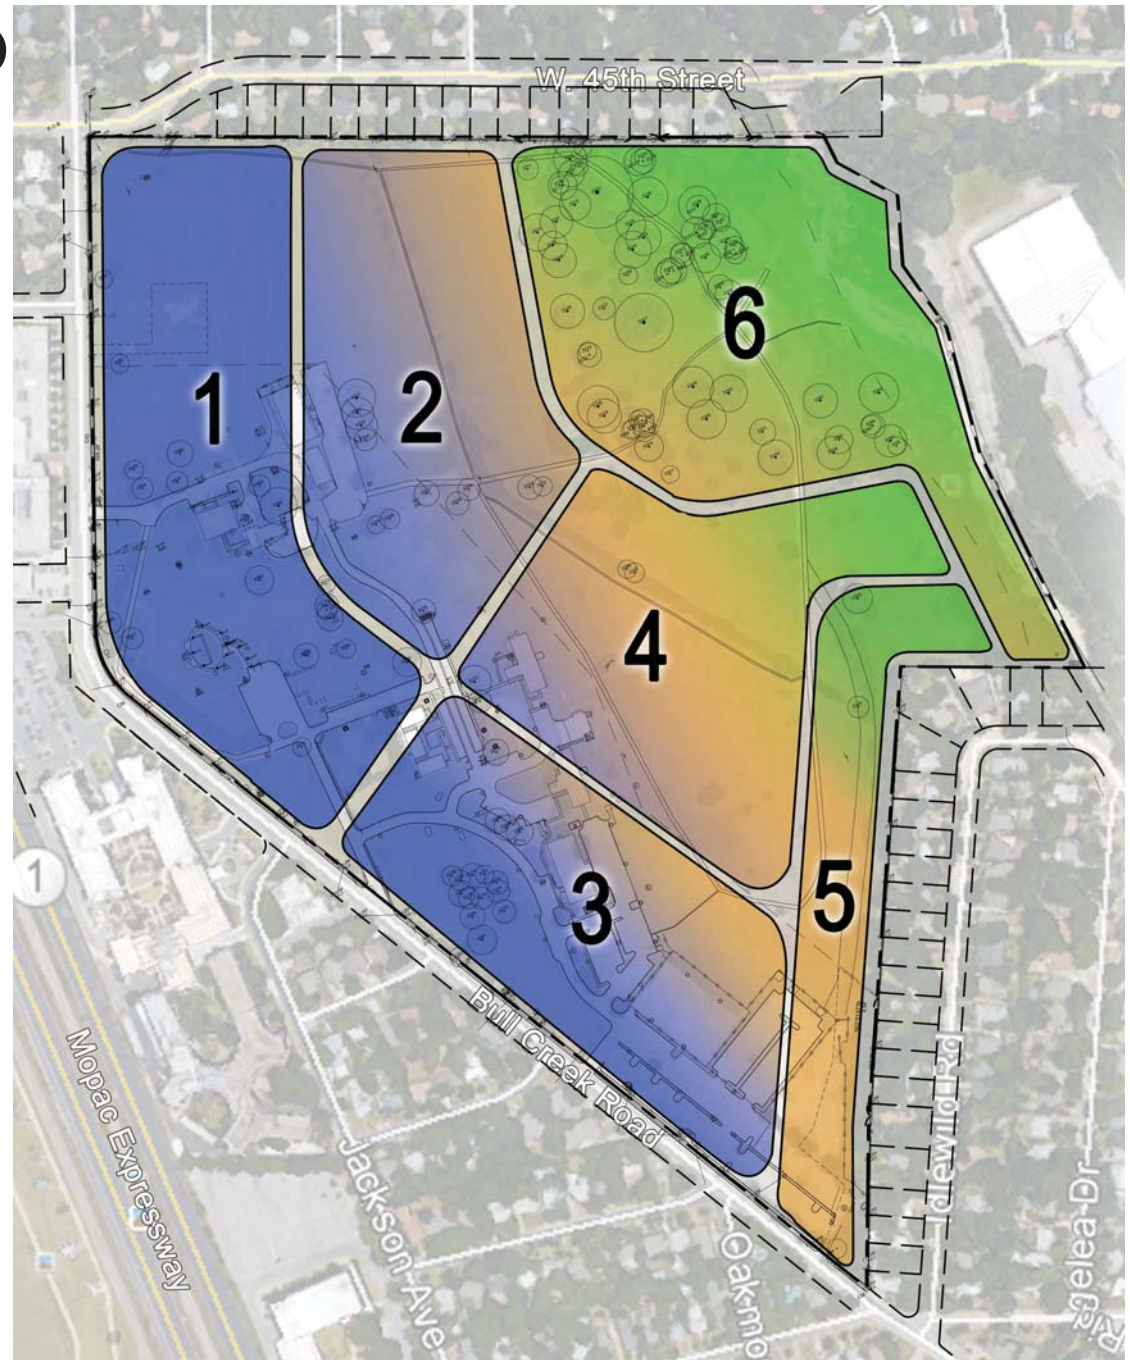 W. 45th Street
6
1
2
4
1
5
3
Bull Creek Road
Mopac Expressway
Idlewild Rd
Jackson Ave
Oakmo
Ridgelea Dr